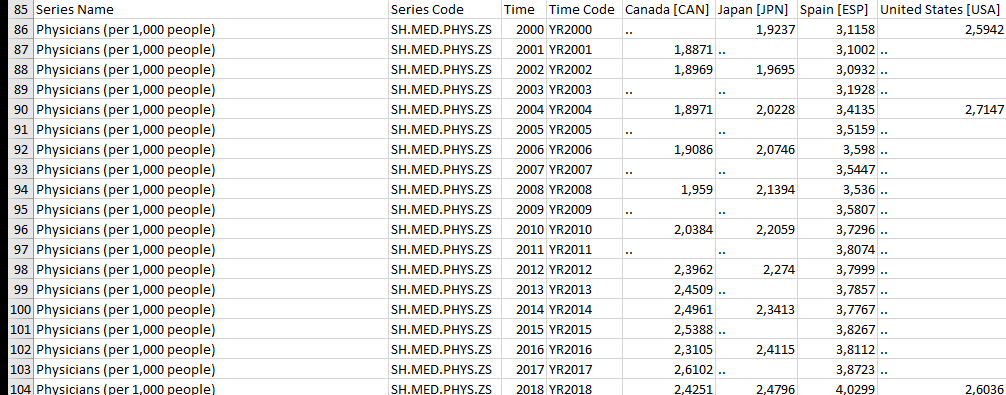 85 Series Name Series Code Time Time Code Canada [CAN] Japan [JPN] Spain [ESP] United States [USA]
86 Physicians (per 1,000 people) SH.MED.PHYS.ZS 2000 YR2000 .. 1,9237 3,1158 2,5942
87 Physicians (per 1,000 people) SH.MED.PHYS.ZS 2001 YR2001 1,8871 .. 3,1002 ..
88 Physicians (per 1,000 people) SH.MED.PHYS.ZS 2002 YR2002 1,8969 1,9695 3,0932 ..
89 Physicians (per 1,000 people) SH.MED.PHYS.ZS 2003 YR2003 .. .. 3,1928 ..
90 Physicians (per 1,000 people) SH.MED.PHYS.ZS 2004 YR2004 1,8971 2,0228 3,4135 2,7147
91 Physicians (per 1,000 people) SH.MED.PHYS.ZS 2005 YR2005 .. .. 3,5159 ..
92 Physicians (per 1,000 people) SH.MED.PHYS.ZS 2006 YR2006 1,9086 2,0746 3,598 ..
93 Physicians (per 1,000 people) SH.MED.PHYS.ZS 2007 YR2007 .. .. 3,5447 ..
94 Physicians (per 1,000 people) SH.MED.PHYS.ZS 2008 YR2008 1,959 2,1394 3,536 ..
95 Physicians (per 1,000 people) SH.MED.PHYS.ZS 2009 YR2009 .. .. 3,5807 ..
96 Physicians (per 1,000 people) SH.MED.PHYS.ZS 2010 YR2010 2,0384 2,2059 3,7296 ..
97 Physicians (per 1,000 people) SH.MED.PHYS.ZS 2011 YR2011 .. .. 3,8074 ..
98 Physicians (per 1,000 people) SH.MED.PHYS.ZS 2012 YR2012 2,3962 2,274 3,7999 ..
99 Physicians (per 1,000 people) SH.MED.PHYS.ZS 2013 YR2013 2,4509 .. 3,7857 ..
100 Physicians (per 1,000 people) SH.MED.PHYS.ZS 2014 YR2014 2,4961 2,3413 3,7767 ..
101 Physicians (per 1,000 people) SH.MED.PHYS.ZS 2015 YR2015 2,5388 .. 3,8267 ..
102 Physicians (per 1,000 people) SH.MED.PHYS.ZS 2016 YR2016 2,3105 2,4115 3,8112 ..
103 Physicians (per 1,000 people) SH.MED.PHYS.ZS 2017 YR2017 2,6102 .. 3,8723 ..
104 Physicians (per 1,000 people) SH.MED.PHYS.ZS 2018 YR2018 2,4251 2,4796 4,0299 2,6036